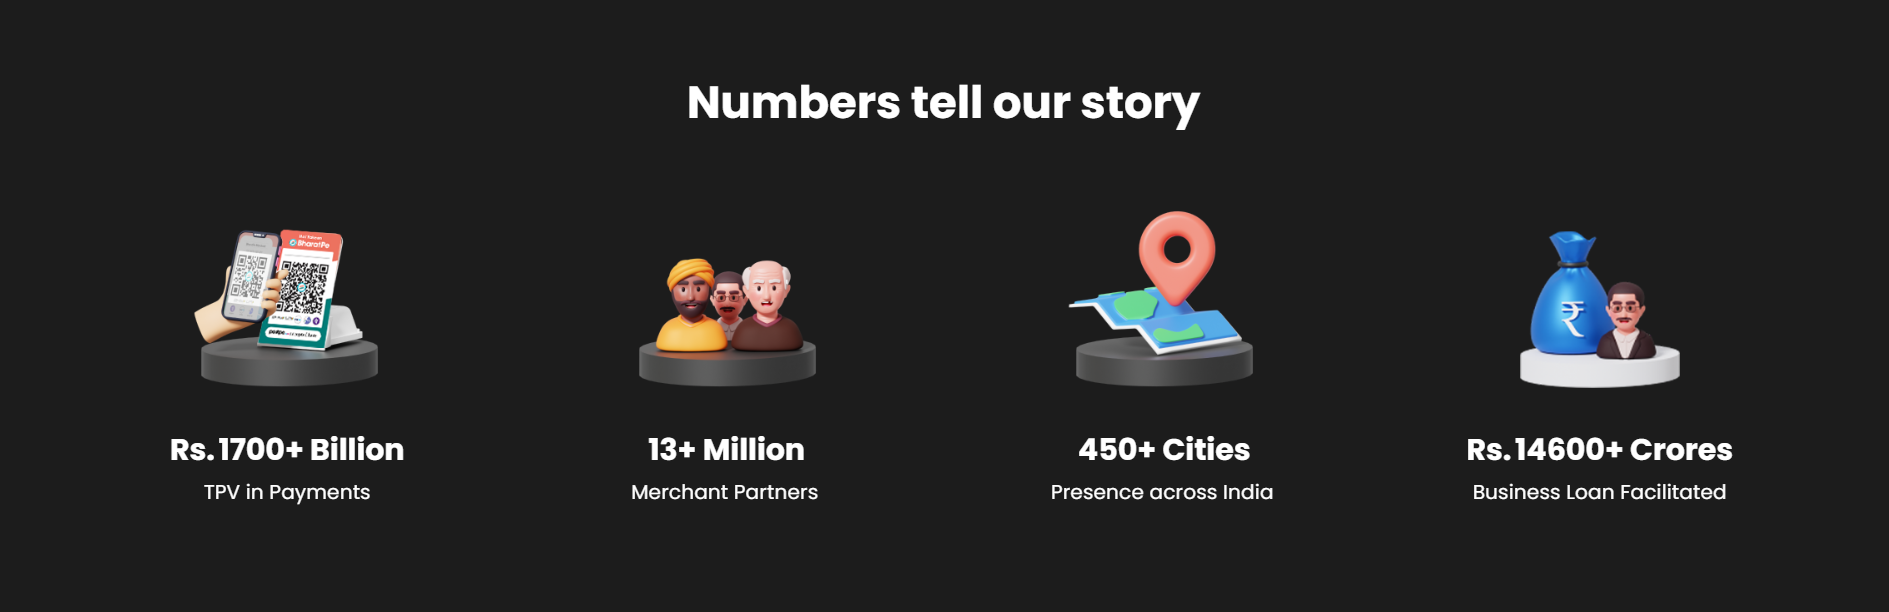 Numbers tell our story
BharatPe
₹
Rs. 1700+ Billion
TPV in Payments
13+ Million
Merchant Partners
450+ Cities
Presence across India
Rs. 14600+ Crores
Business Loan Facilitated